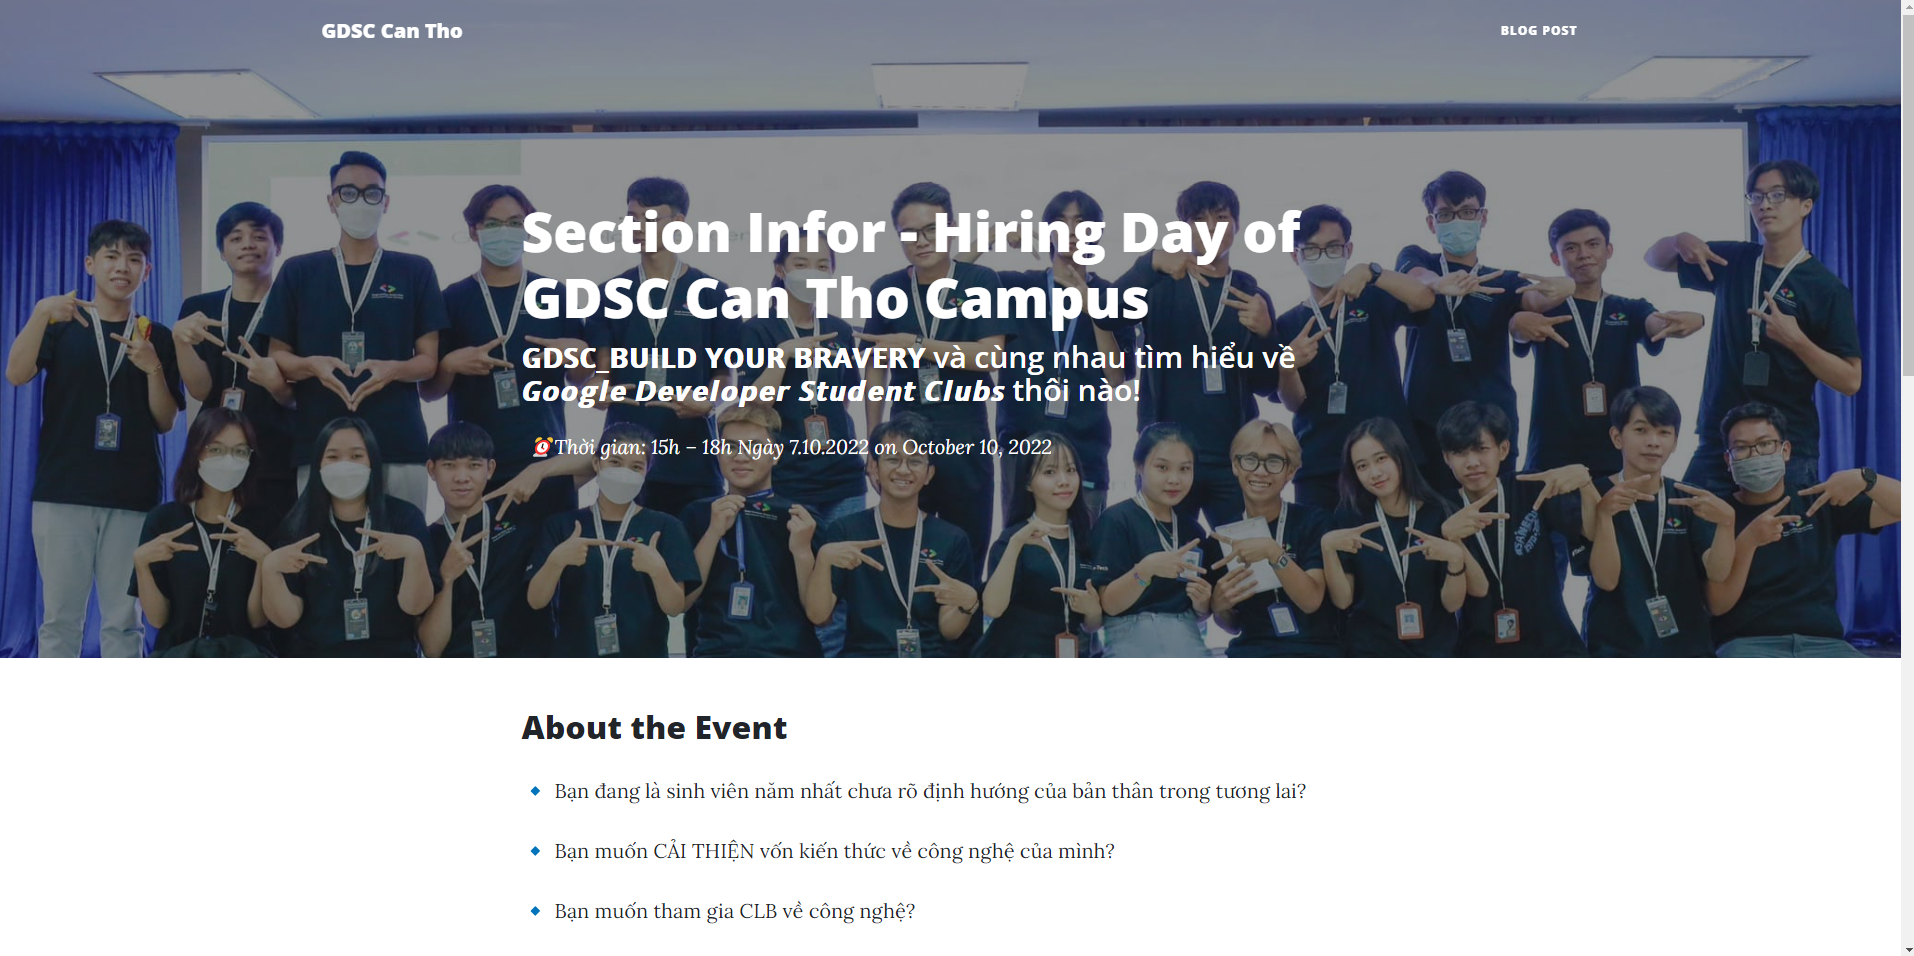 GDSC Can Tho
BLOG POST
Section Infor - Hiring Day of
GDSC Can Tho Campus
GDSC_BUILD YOUR BRAVERY và cùng nhau tìm hiểu về
Google Developer Student Clubs thôi nào!
⏰Thời gian: 15h – 18h Ngày 7.10.2022 on October 10, 2022
About the Event
🔹 Bạn đang là sinh viên năm nhất chưa rõ định hướng của bản thân trong tương lai?
🔹 Bạn muốn CẢI THIỆN vốn kiến thức về công nghệ của mình?
🔹 Bạn muốn tham gia CLB về công nghệ?